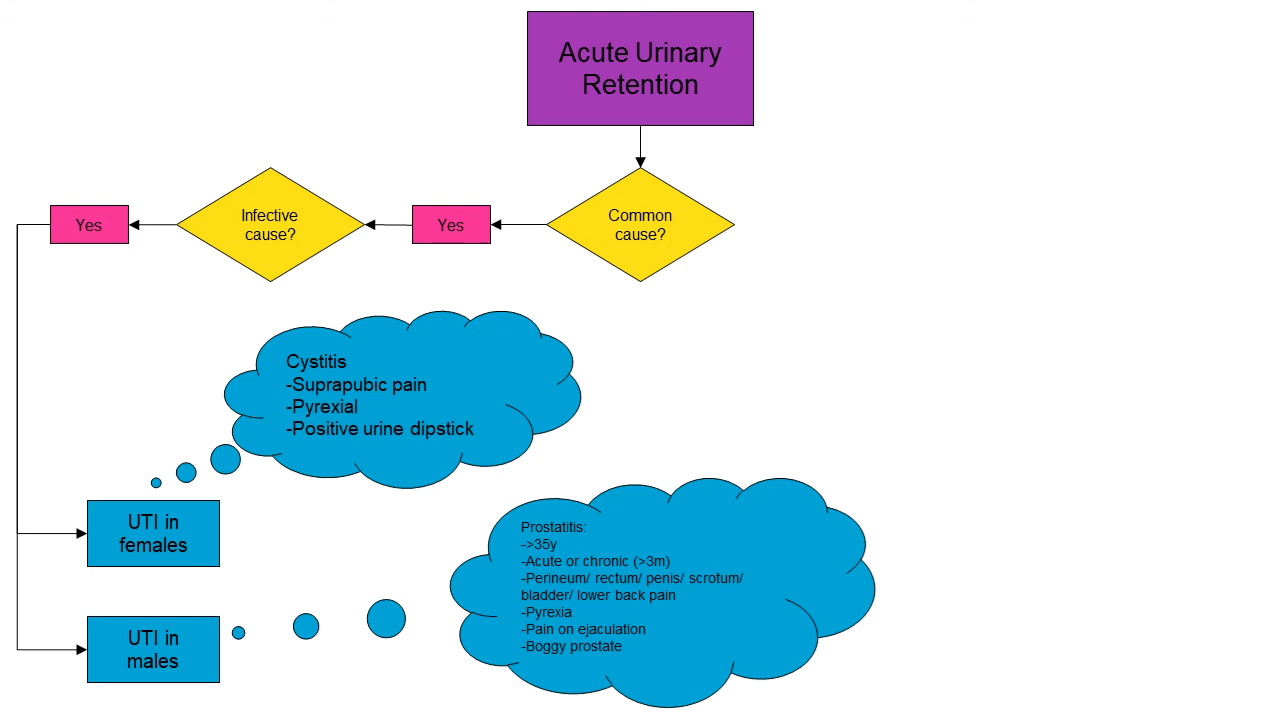 Acute Urinary
Retention
Common
cause?
Yes
Infective
cause?
Yes
Cystitis
-Suprapubic pain
-Pyrexial
-Positive urine dipstick
UTI in
females
Prostatitis:
->35y
-Acute or chronic (>3m)
-Perineum/ rectum/ penis/ scrotum/
bladder/ lower back pain
-Pyrexia
-Pain on ejaculation
-Boggy prostate
UTI in
males